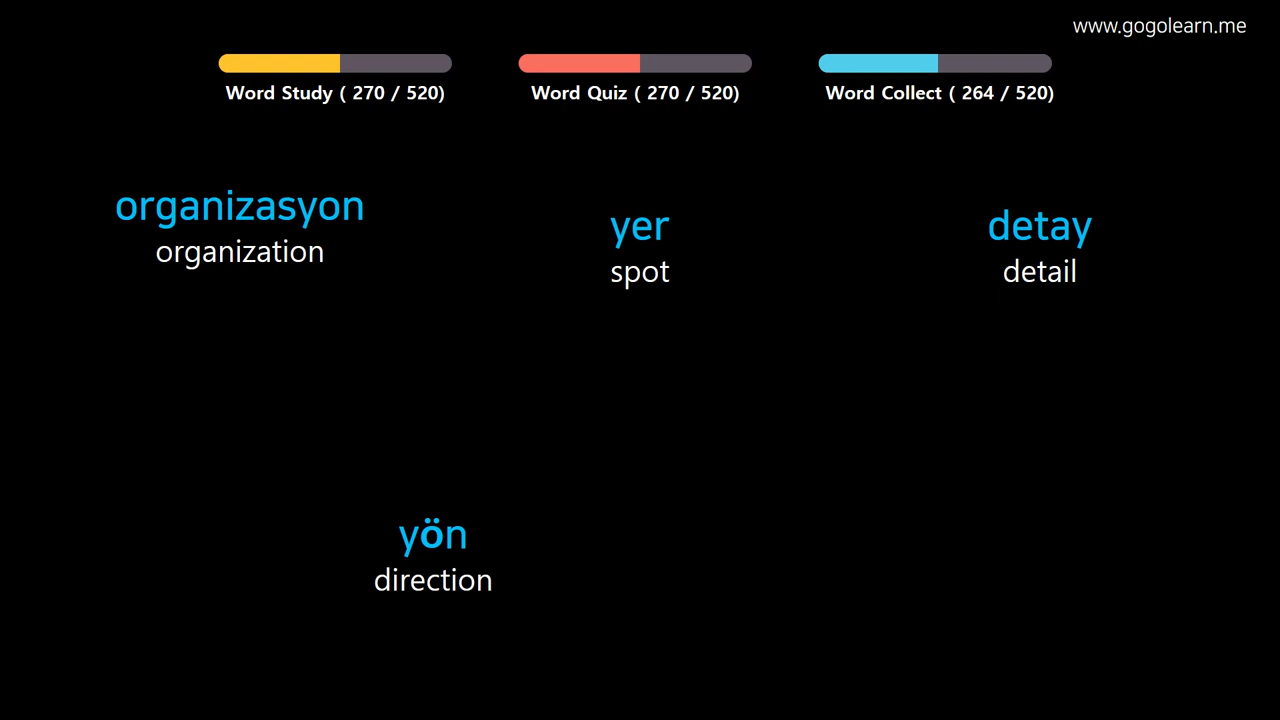 www.gogolearn.me
Word Study ( 270 / 520)
Word Quiz ( 270 / 520)
Word Collect ( 264 / 520)
organizasyon
organization
yer
spot
detay
detail
yön
direction